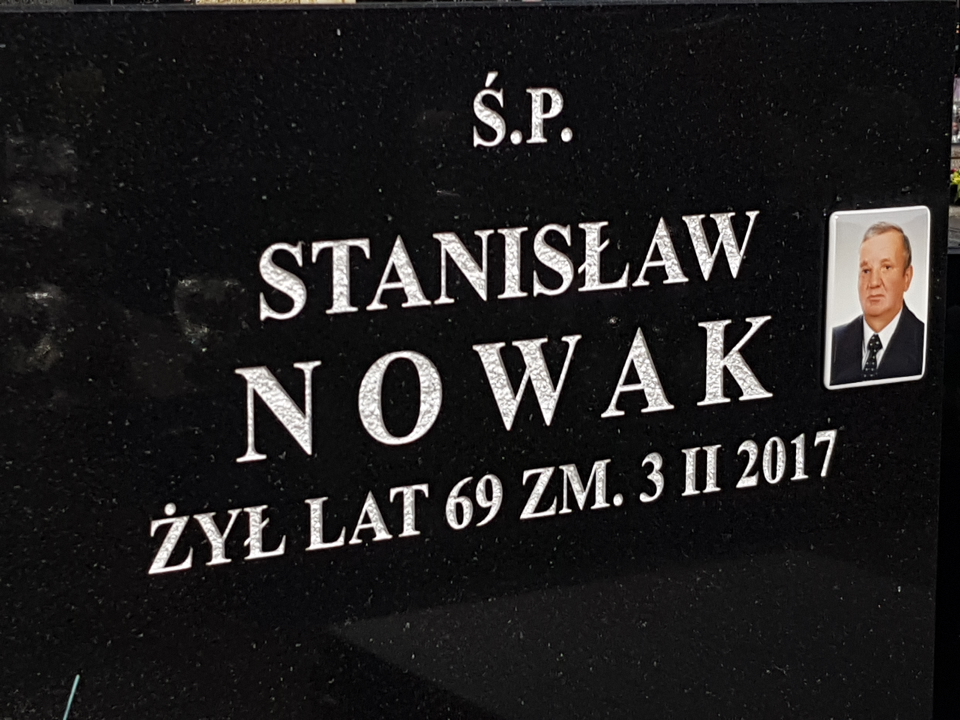 Ś.P.
STANISŁAW
NOWAK
ŻYŁ LAT 69 ZM. 3 II 2017